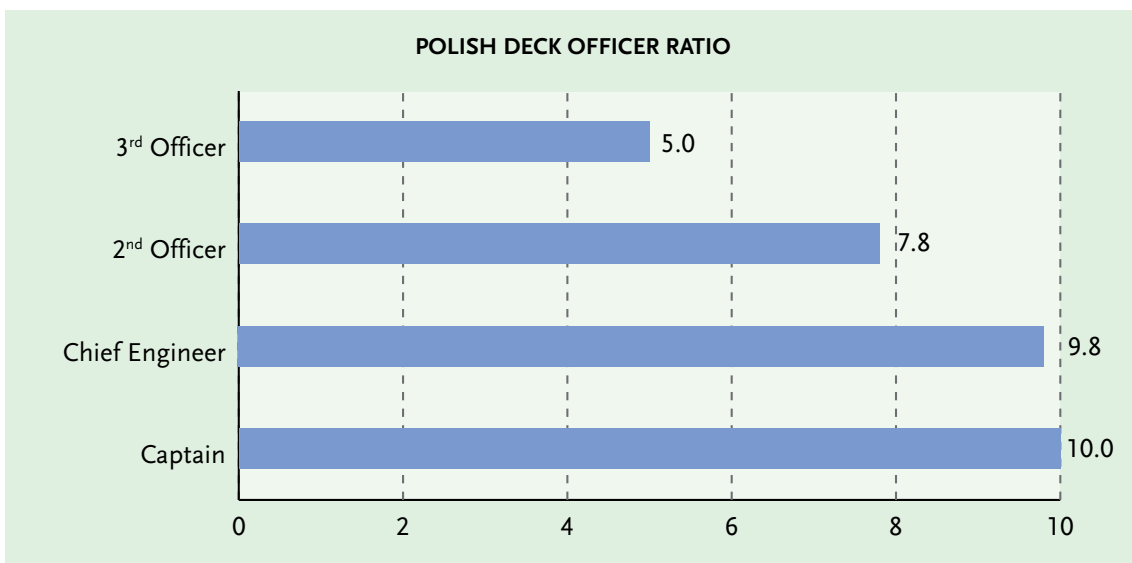 POLISH DECK OFFICER RATIO
3rd Officer
5.0
2nd Officer
7.8
Chief Engineer
9.8
Captain
10.0
0 2 4 6 8 10